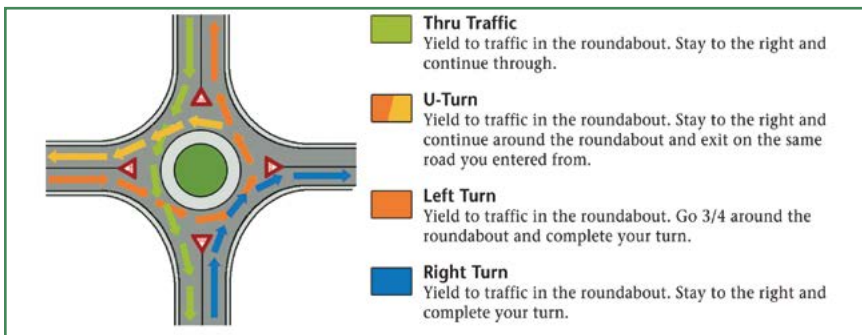 Thru Traffic
Yield to traffic in the roundabout. Stay to the right and
continue through.
U-Turn
Yield to traffic in the roundabout. Stay to the right and
continue around the roundabout and exit on the same
road you entered from.
Left Turn
Yield to traffic in the roundabout. Go 3/4 around the
roundabout and complete your turn.
Right Turn
Yield to traffic in the roundabout. Stay to the right and
complete your turn.